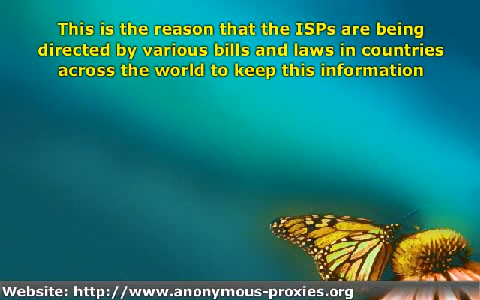 This is the reason that the ISPs are being
directed by various bills and laws in countries
across the world to keep this information
Website: http://www.anonymous-proxies.org